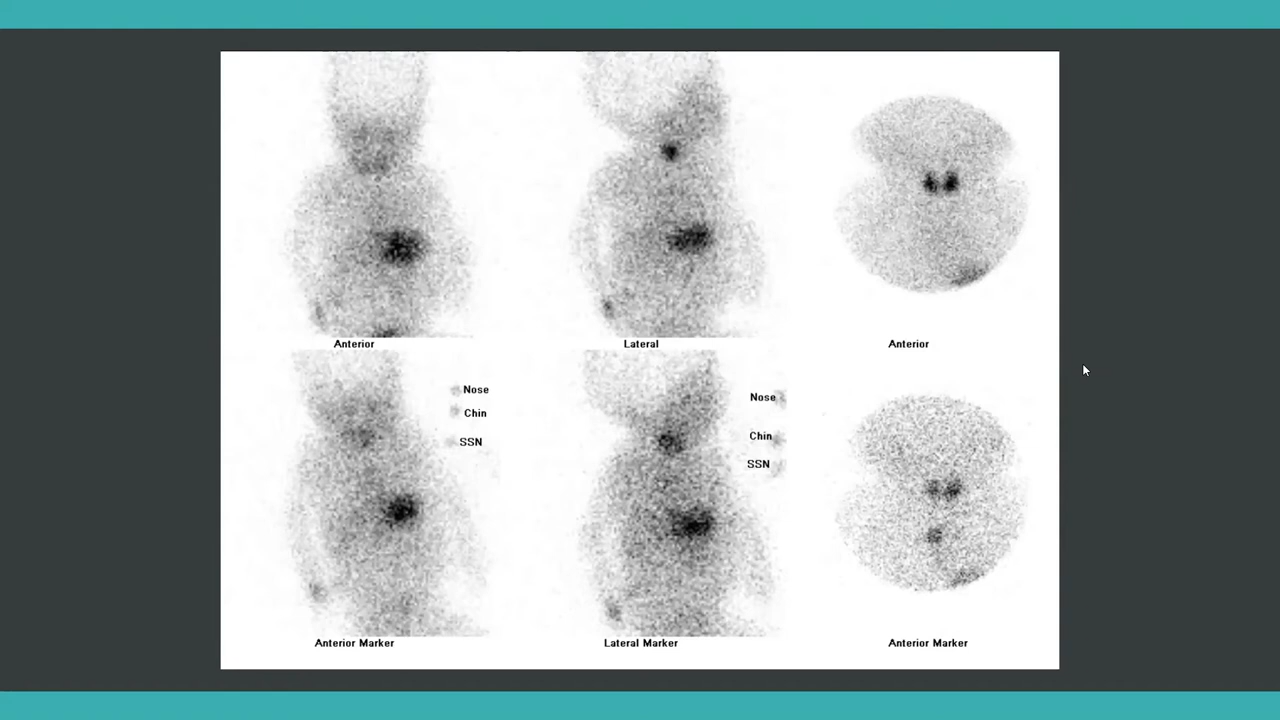 Anterior
Lateral
Anterior
Nose
Chin
SSN
Nose
Chin
SSN
Anterior Marker
Lateral Marker
Anterior Marker